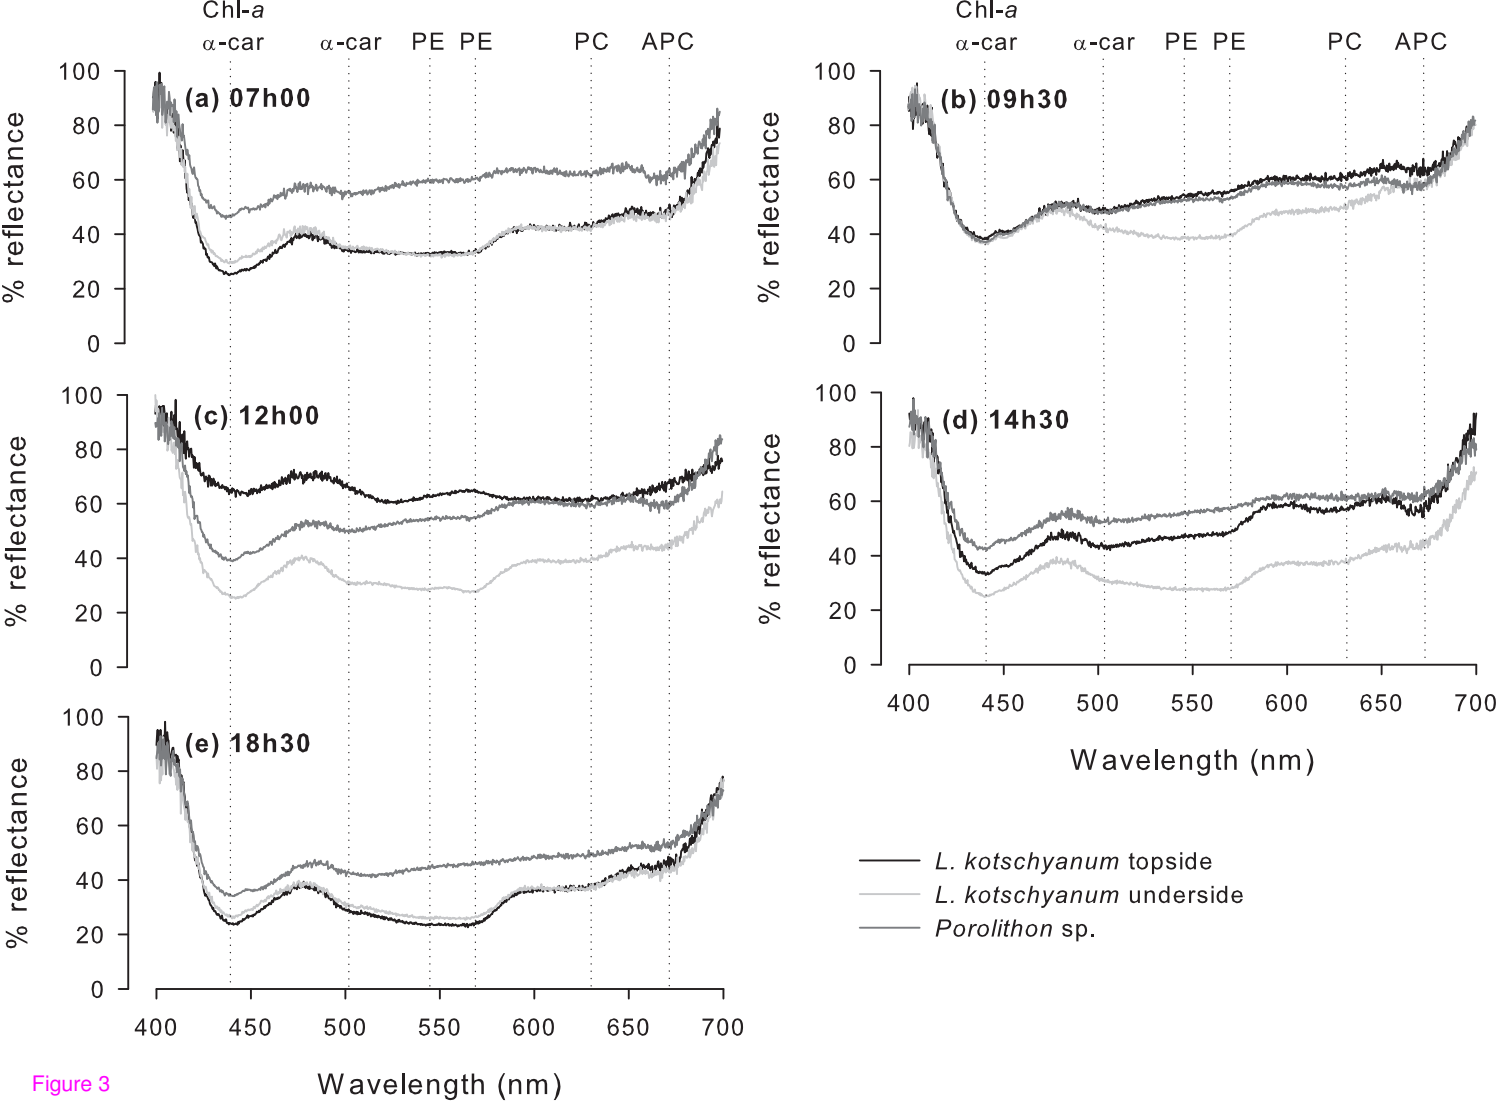 Chl-a
α-car α-car PE PE PC APC
Chl-a
α-car α-car PE PE PC APC
(a) 07h00
% reflectance
100
80
60
40
20
0
(b) 09h30
% reflectance
100
80
60
40
20
0
(c) 12h00
% reflectance
100
80
60
40
20
0
(d) 14h30
% reflectance
100
80
60
40
20
0
400 450 500 550 600 650 700
Wavelength (nm)
(e) 18h30
% reflectance
100
80
60
40
20
0
400 450 500 550 600 650 700
Wavelength (nm)
L. kotschyanum topside
L. kotschyanum underside
Porolithon sp.
Figure 3